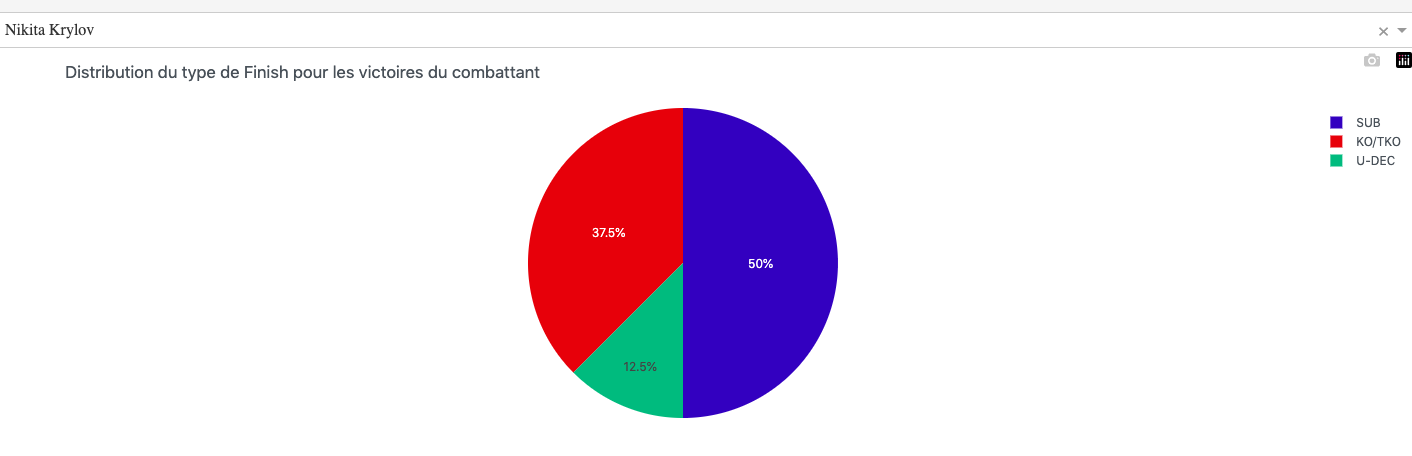 Nikita Krylov
Distribution du type de Finish pour les victoires du combattant
SUB
KO/TKO
U-DEC
37.5%
50%
12.5%